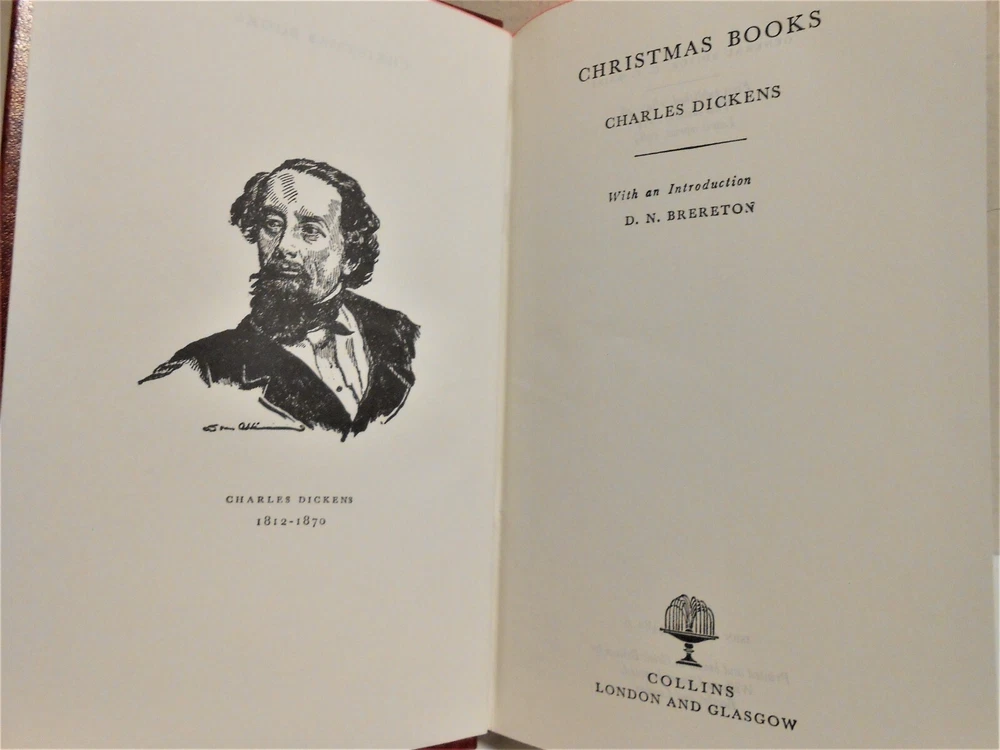 CHARLES DICKENS
1812-1870
CHRISTMAS BOOKS
CHARLES DICKENS
With an Introduction
D. N. BRERETON
COLLINS
LONDON AND GLASGOW